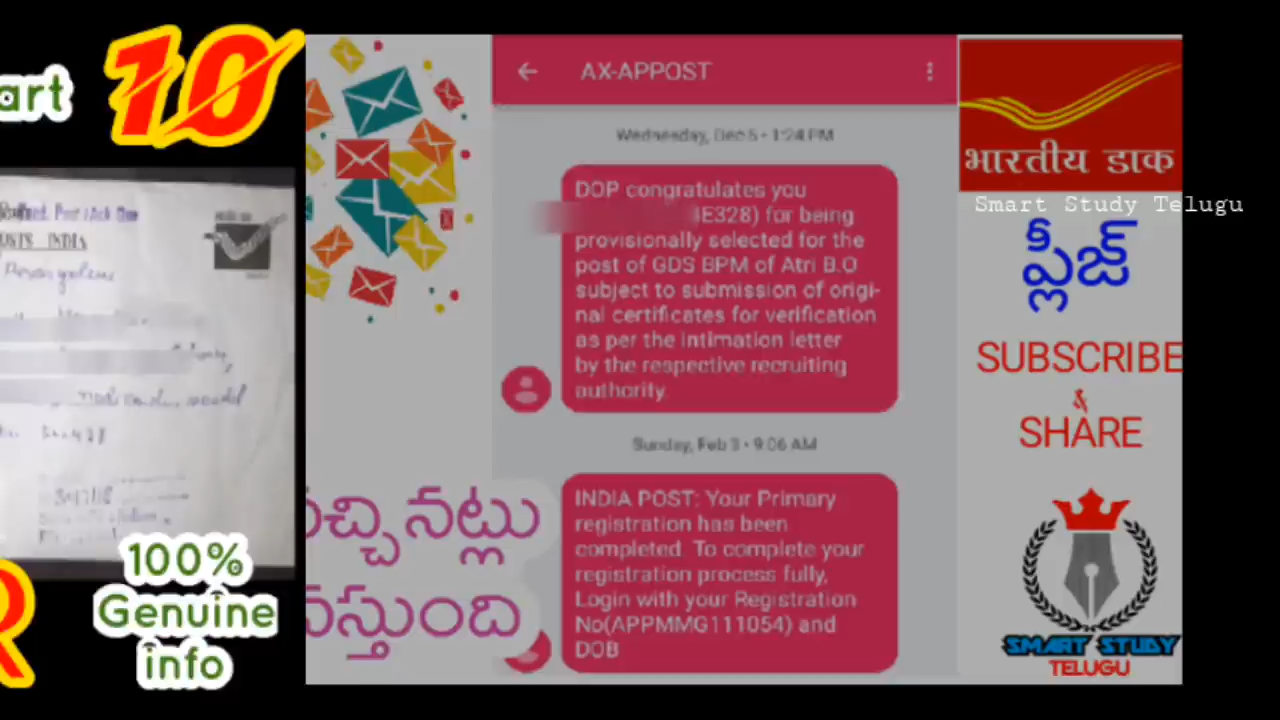 art
10
POSTS INDIA
100%
Genuine
info
R
AX-APPOST
Wednesday, Dec 5 • 1:24 PM
DOP congratulates you
IE328) for being
provisionally selected for the
post of GDS BPM of Atri B.O
subject to submission of origi-
nal certificates for verification
as per the intimation letter
by the respective recruiting
authority.
Sunday, Feb 3 • 9:06 AM
INDIA POST: Your Primary
registration has been
completed. To complete your
registration process fully,
Login with your Registration
No(APPMMG111054) and
DOB
చ్చినట్లు
వస్తుంది
भारतीय डाक
Smart Study Telugu
ప్లీజ్
SUBSCRIBE
&
SHARE
SMART STUDY
TELUGU